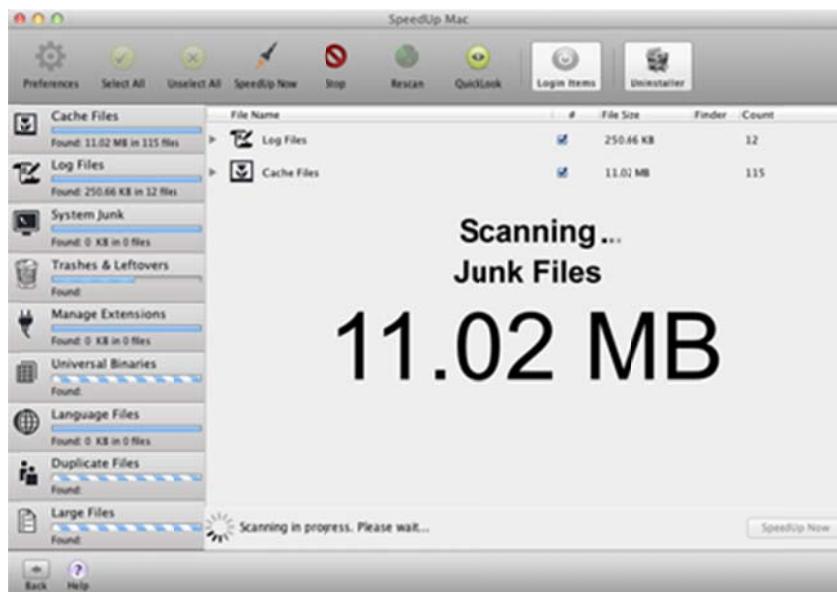 SpeedUp Mac
Preferences Select All Unselect All SpeedUp Now Stop Rescan QuickLook Login Items Uninstaller
File Name # File Size Finder Count
Log Files 250.66 KB 12
Cache Files 11.02 MB 115
Cache Files
Found: 11.02 MB in 115 files
Log Files
Found: 250.66 KB in 12 files
System Junk
Found: 0 KB in 0 files
Trashes & Leftovers
Found:
Manage Extensions
Found: 0 KB in 0 files
Universal Binaries
Found:
Language Files
Found: 0 KB in 0 files
Duplicate Files
Found:
Large Files
Found:
Scanning...
Junk Files
11.02 MB
Scanning in progress. Please wait...
SpeedUp Now
Back Help